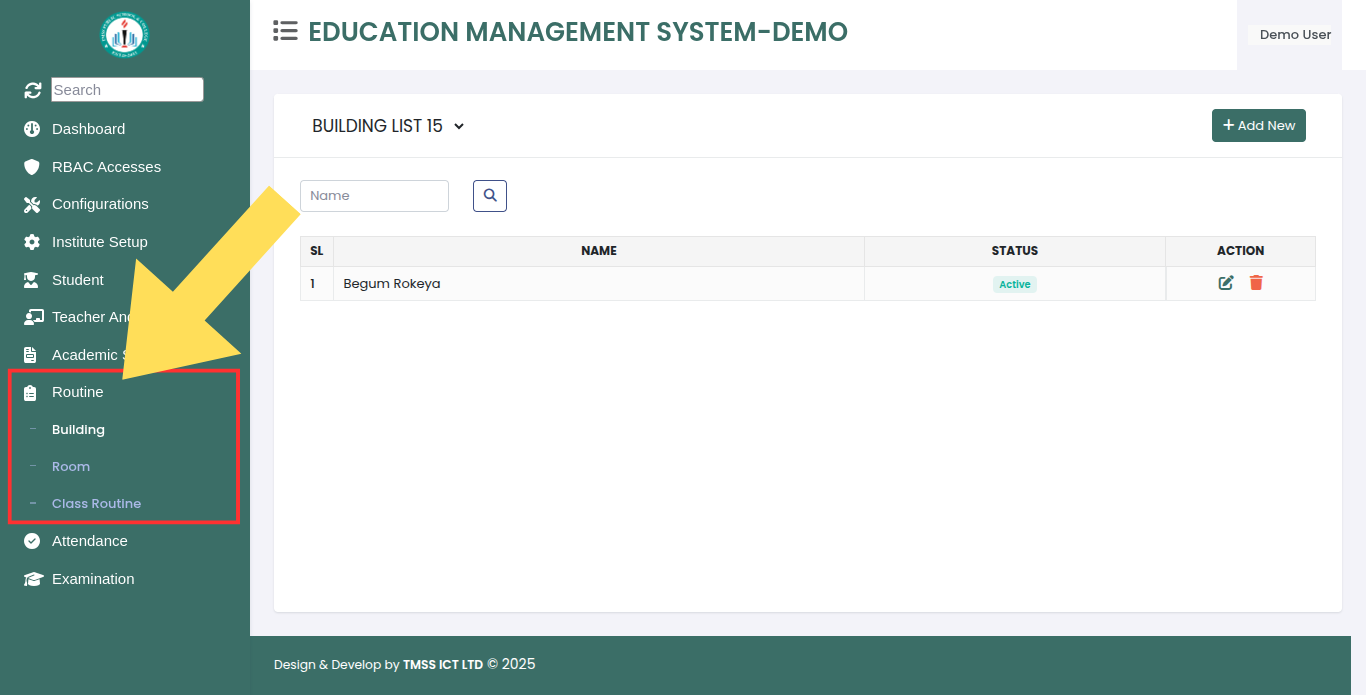 EDUCATION MANAGEMENT SYSTEM-DEMO
Demo User
Search
Dashboard
RBAC Accesses
Configurations
Institute Setup
Student
Teacher
Academic
Routine
Building
Room
Class Routine
Attendance
Examination
BUILDING LIST 15
+ Add New
Name
SL NAME STATUS ACTION
1 Begum Rokeya Active
Design & Develop by TMSS ICT LTD © 2025